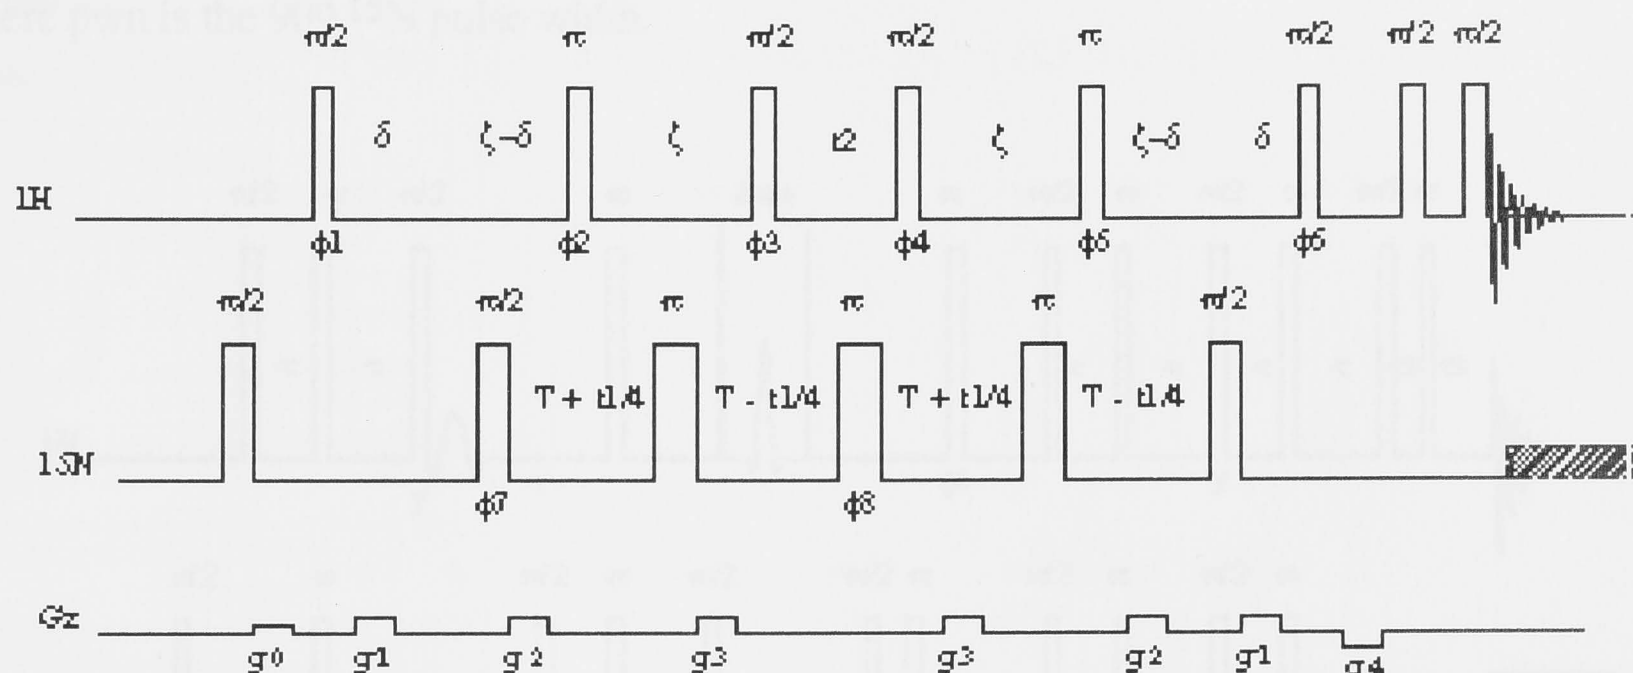 π/2 π π/2 π/2 π π/2 π/2 π/2
δ ζ-δ ζ t2 ζ ζ-δ δ
1H
ϕ1 ϕ2 ϕ3 ϕ4 ϕ5 ϕ6
π/2 π/2 π π π π/2
T + t1/4 T - t1/4 T + t1/4 T - t1/4
15N
ϕ7 ϕ8
Gz
g0 g1 g2 g3 g3 g2 g1 g4